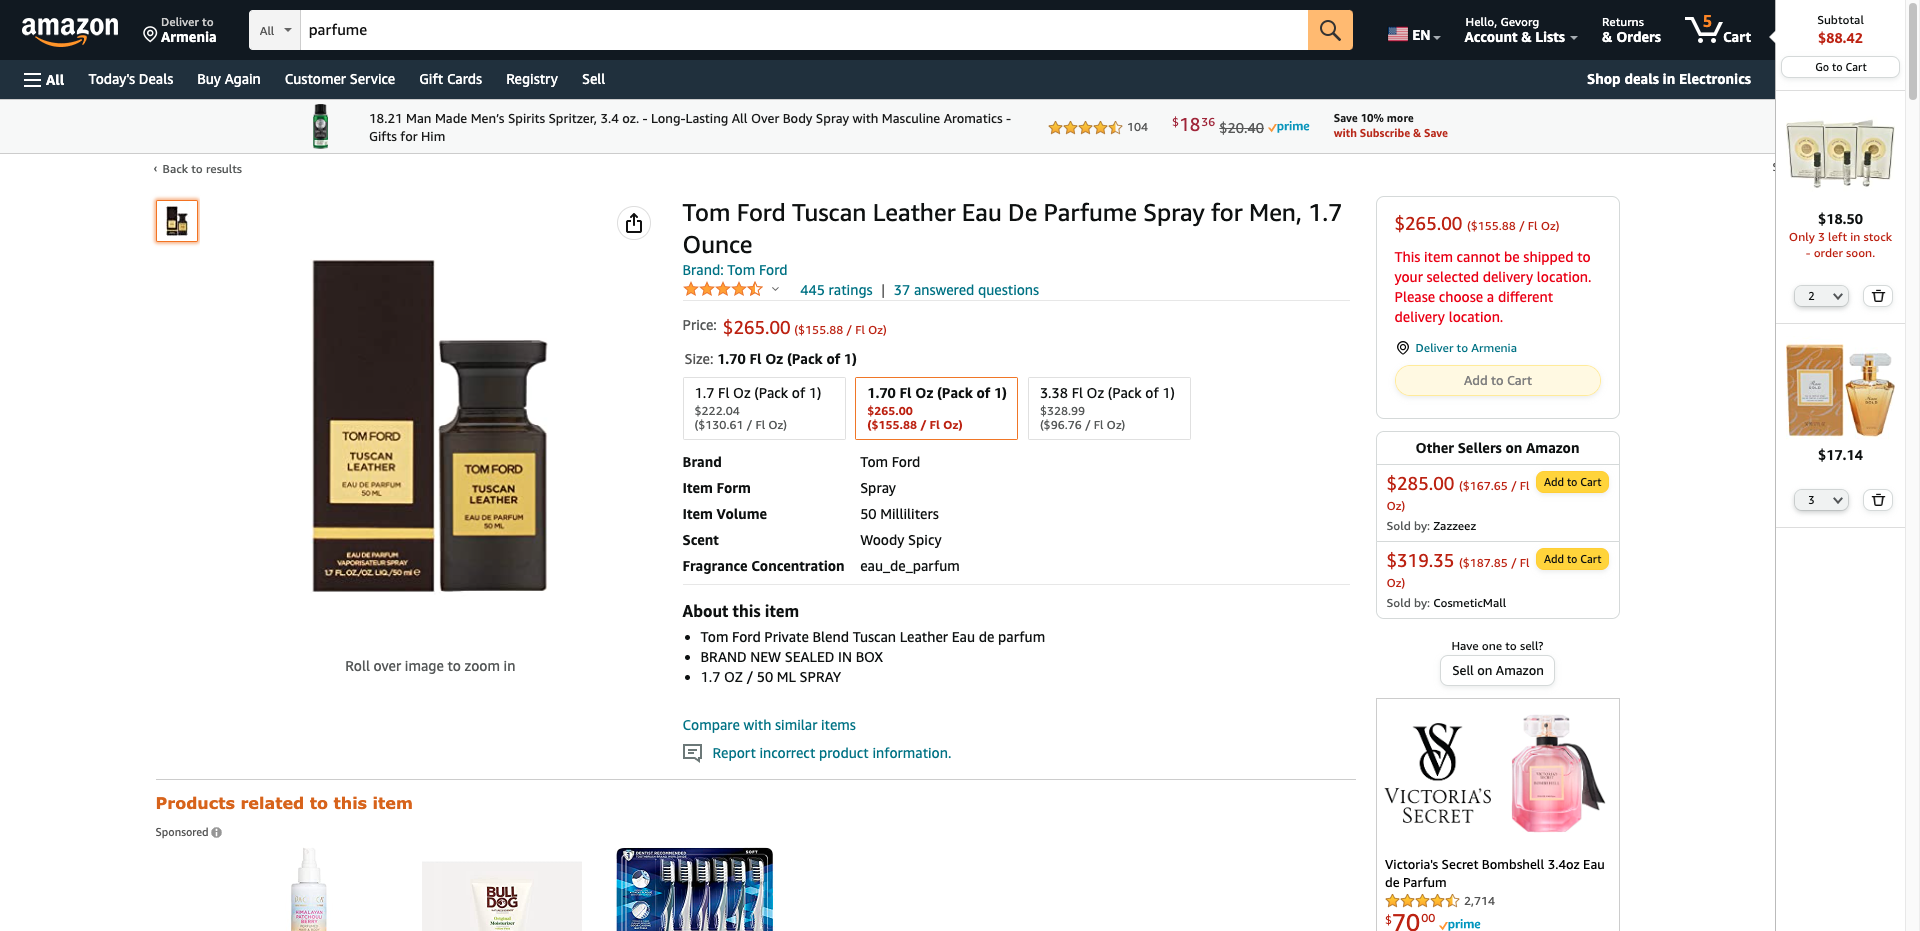 amazon
Deliver to
Armenia
All
parfume
EN
Hello, Gevorg
Account & Lists
Returns
& Orders
5
Cart
Subtotal
$88.42
Go to Cart
All
Today's Deals
Buy Again
Customer Service
Gift Cards
Registry
Sell
Shop deals in Electronics
18.21 Man Made Men's Spirits Spritzer, 3.4 oz. - Long-Lasting All Over Body Spray with Masculine Aromatics -
Gifts for Him
104
$18 36 $20.40 prime
Save 10% more
with Subscribe & Save
‹ Back to results
Tom Ford Tuscan Leather Eau De Parfume Spray for Men, 1.7
Ounce
Brand: Tom Ford
445 ratings | 37 answered questions
Price: $265.00 ($155.88 / Fl Oz)
Size: 1.70 Fl Oz (Pack of 1)
1.7 Fl Oz (Pack of 1)
$222.04
($130.61 / Fl Oz)
1.70 Fl Oz (Pack of 1)
$265.00
($155.88 / Fl Oz)
3.38 Fl Oz (Pack of 1)
$328.99
($96.76 / Fl Oz)
Brand Tom Ford
Item Form Spray
Item Volume 50 Milliliters
Scent Woody Spicy
Fragrance Concentration eau_de_parfum
About this item
• Tom Ford Private Blend Tuscan Leather Eau de parfum
• BRAND NEW SEALED IN BOX
• 1.7 OZ / 50 ML SPRAY
Compare with similar items
Report incorrect product information.
TOM FORD
TUSCAN
LEATHER
EAU DE PARFUM
50 ML
EAU DE PARFUM
VAPORISATEUR SPRAY
1.7 FL.OZ./OZ. LIQ./50 ml e
TOM FORD
TUSCAN
LEATHER
EAU DE PARFUM
50 ML
Roll over image to zoom in
$265.00 ($155.88 / Fl Oz)
This item cannot be shipped to
your selected delivery location.
Please choose a different
delivery location.
Deliver to Armenia
Add to Cart
Other Sellers on Amazon
$285.00 ($167.65 / Fl
Oz)
Add to Cart
Sold by: Zazzeez
$319.35 ($187.85 / Fl
Oz)
Add to Cart
Sold by: CosmeticMall
Have one to sell?
Sell on Amazon
VS
VICTORIA'S
SECRET
Victoria's Secret Bombshell 3.4oz Eau
de Parfum
2,714
$70 00 prime
$18.50
Only 3 left in stock
- order soon.
2
$17.14
3
Products related to this item
Sponsored
HIMALAYAN
PATCHOULI
BERRY
BULL
DOG
Original
Moisturiser
DENTIST RECOMMENDED
SOFT